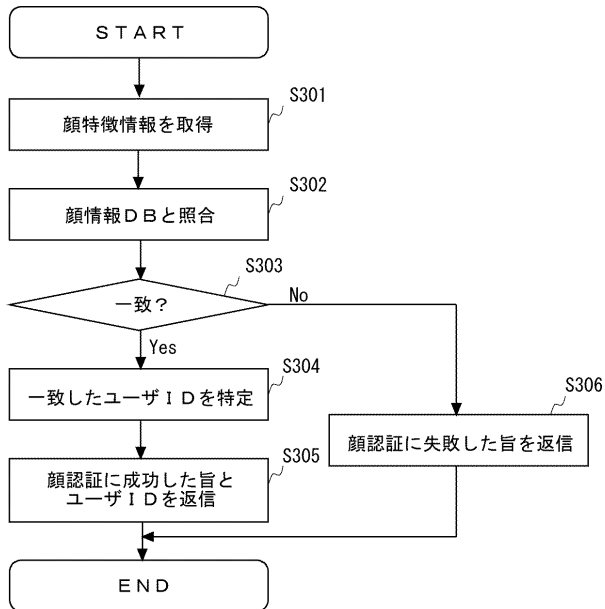 ＳＴＡＲＴ
S301
顔特徴情報を取得
S302
顔情報ＤＢと照合
S303
一致？
No
Yes
S304
一致したユーザＩＤを特定
S306
顔認証に失敗した旨を返信
S305
顔認証に成功した旨と
ユーザＩＤを返信
ＥＮＤ